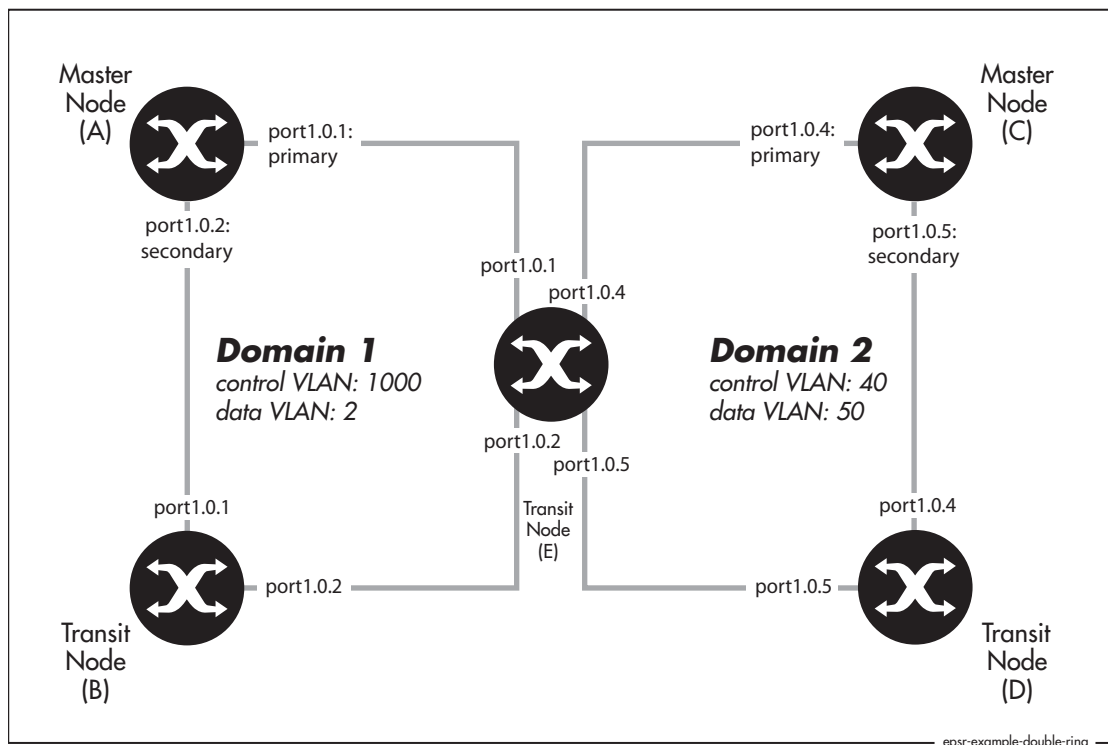 Master
Node
(A)
port1.0.1:
primary
port1.0.4:
primary
Master
Node
(C)
port1.0.2:
secondary
port1.0.5:
secondary
port1.0.1
port1.0.4
Domain 1
control VLAN: 1000
data VLAN: 2
Domain 2
control VLAN: 40
data VLAN: 50
port1.0.2
port1.0.5
Transit
Node
(E)
port1.0.1
port1.0.4
port1.0.2
port1.0.5
Transit
Node
(B)
Transit
Node
(D)
epsr-example-double-ring